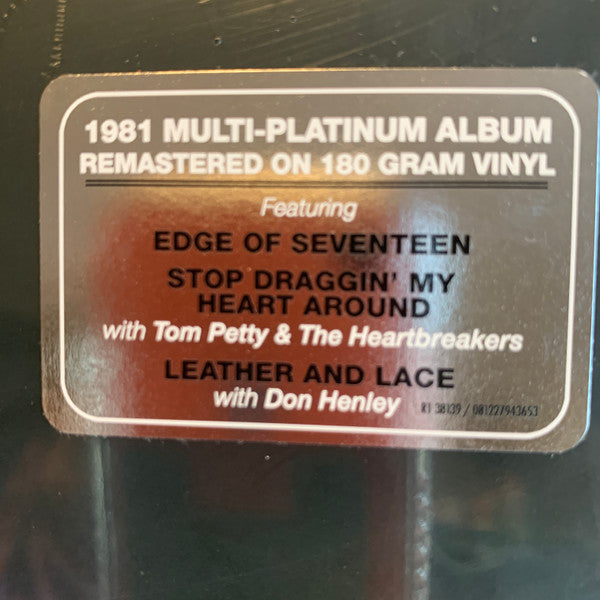 1981 MULTI-PLATINUM ALBUM
REMASTERED ON 180 GRAM VINYL
Featuring
EDGE OF SEVENTEEN
STOP DRAGGIN' MY
HEART AROUND
with Tom Petty & The Heartbreakers
LEATHER AND LACE
with Don Henley
R1 38139 / 081227943653